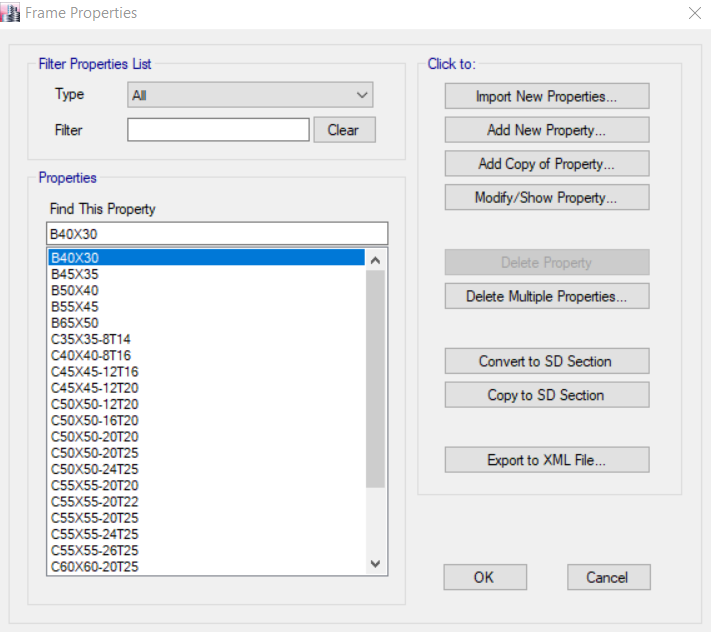 Frame Properties
Filter Properties List
Type
All
Filter
Clear
Properties
Find This Property
B40X30
B40X30
B45X35
B50X40
B55X45
B65X50
C35X35-8T14
C40X40-8T16
C45X45-12T16
C45X45-12T20
C50X50-12T20
C50X50-16T20
C50X50-20T20
C50X50-20T25
C50X50-24T25
C55X55-20T20
C55X55-20T22
C55X55-20T25
C55X55-24T25
C55X55-26T25
C60X60-20T25
Click to:
Import New Properties...
Add New Property...
Add Copy of Property...
Modify/Show Property...
Delete Property
Delete Multiple Properties...
Convert to SD Section
Copy to SD Section
Export to XML File...
OK
Cancel